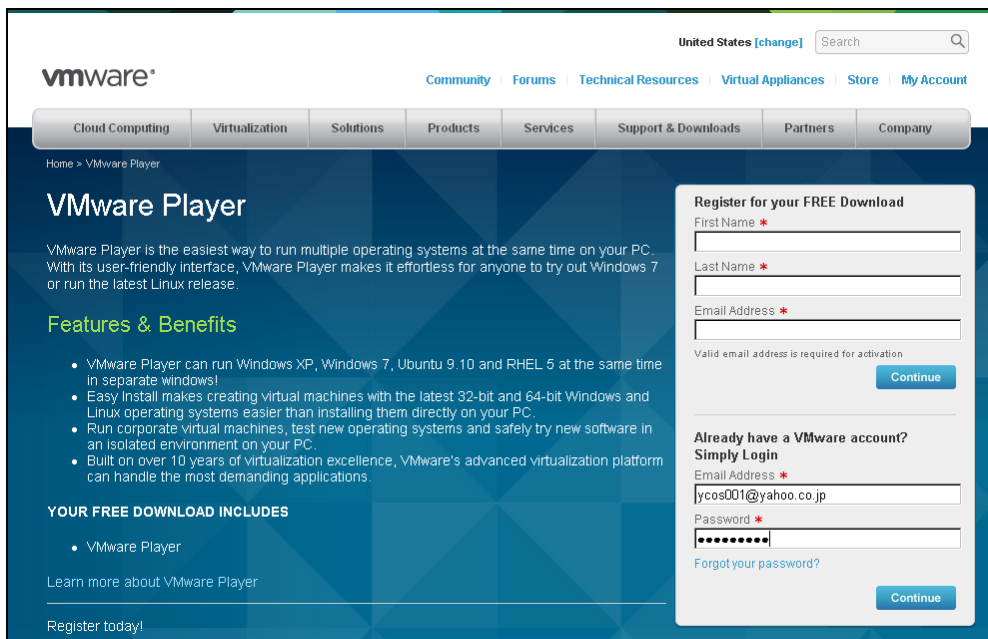 United States [change] Search
vmware
Community Forums Technical Resources Virtual Appliances Store My Account
Cloud Computing Virtualization Solutions Products Services Support & Downloads Partners Company
Home > VMware Player
VMware Player
VMware Player is the easiest way to run multiple operating systems at the same time on your PC.
With its user-friendly interface, VMware Player makes it effortless for anyone to try out Windows 7
or run the latest Linux release.
Features & Benefits
• VMware Player can run Windows XP, Windows 7, Ubuntu 9.10 and RHEL 5 at the same time
in separate windows!
• Easy Install makes creating virtual machines with the latest 32-bit and 64-bit Windows and
Linux operating systems easier than installing them directly on your PC.
• Run corporate virtual machines, test new operating systems and safely try new software in
an isolated environment on your PC.
• Built on over 10 years of virtualization excellence, VMware's advanced virtualization platform
can handle the most demanding applications.
YOUR FREE DOWNLOAD INCLUDES
• VMware Player
Learn more about VMware Player
Register today!
Register for your FREE Download
First Name *
Last Name *
Email Address *
Valid email address is required for activation
Continue
Already have a VMware account?
Simply Login
Email Address *
ycos001@yahoo.co.jp
Password *
●●●●●●●●●
Forgot your password?
Continue